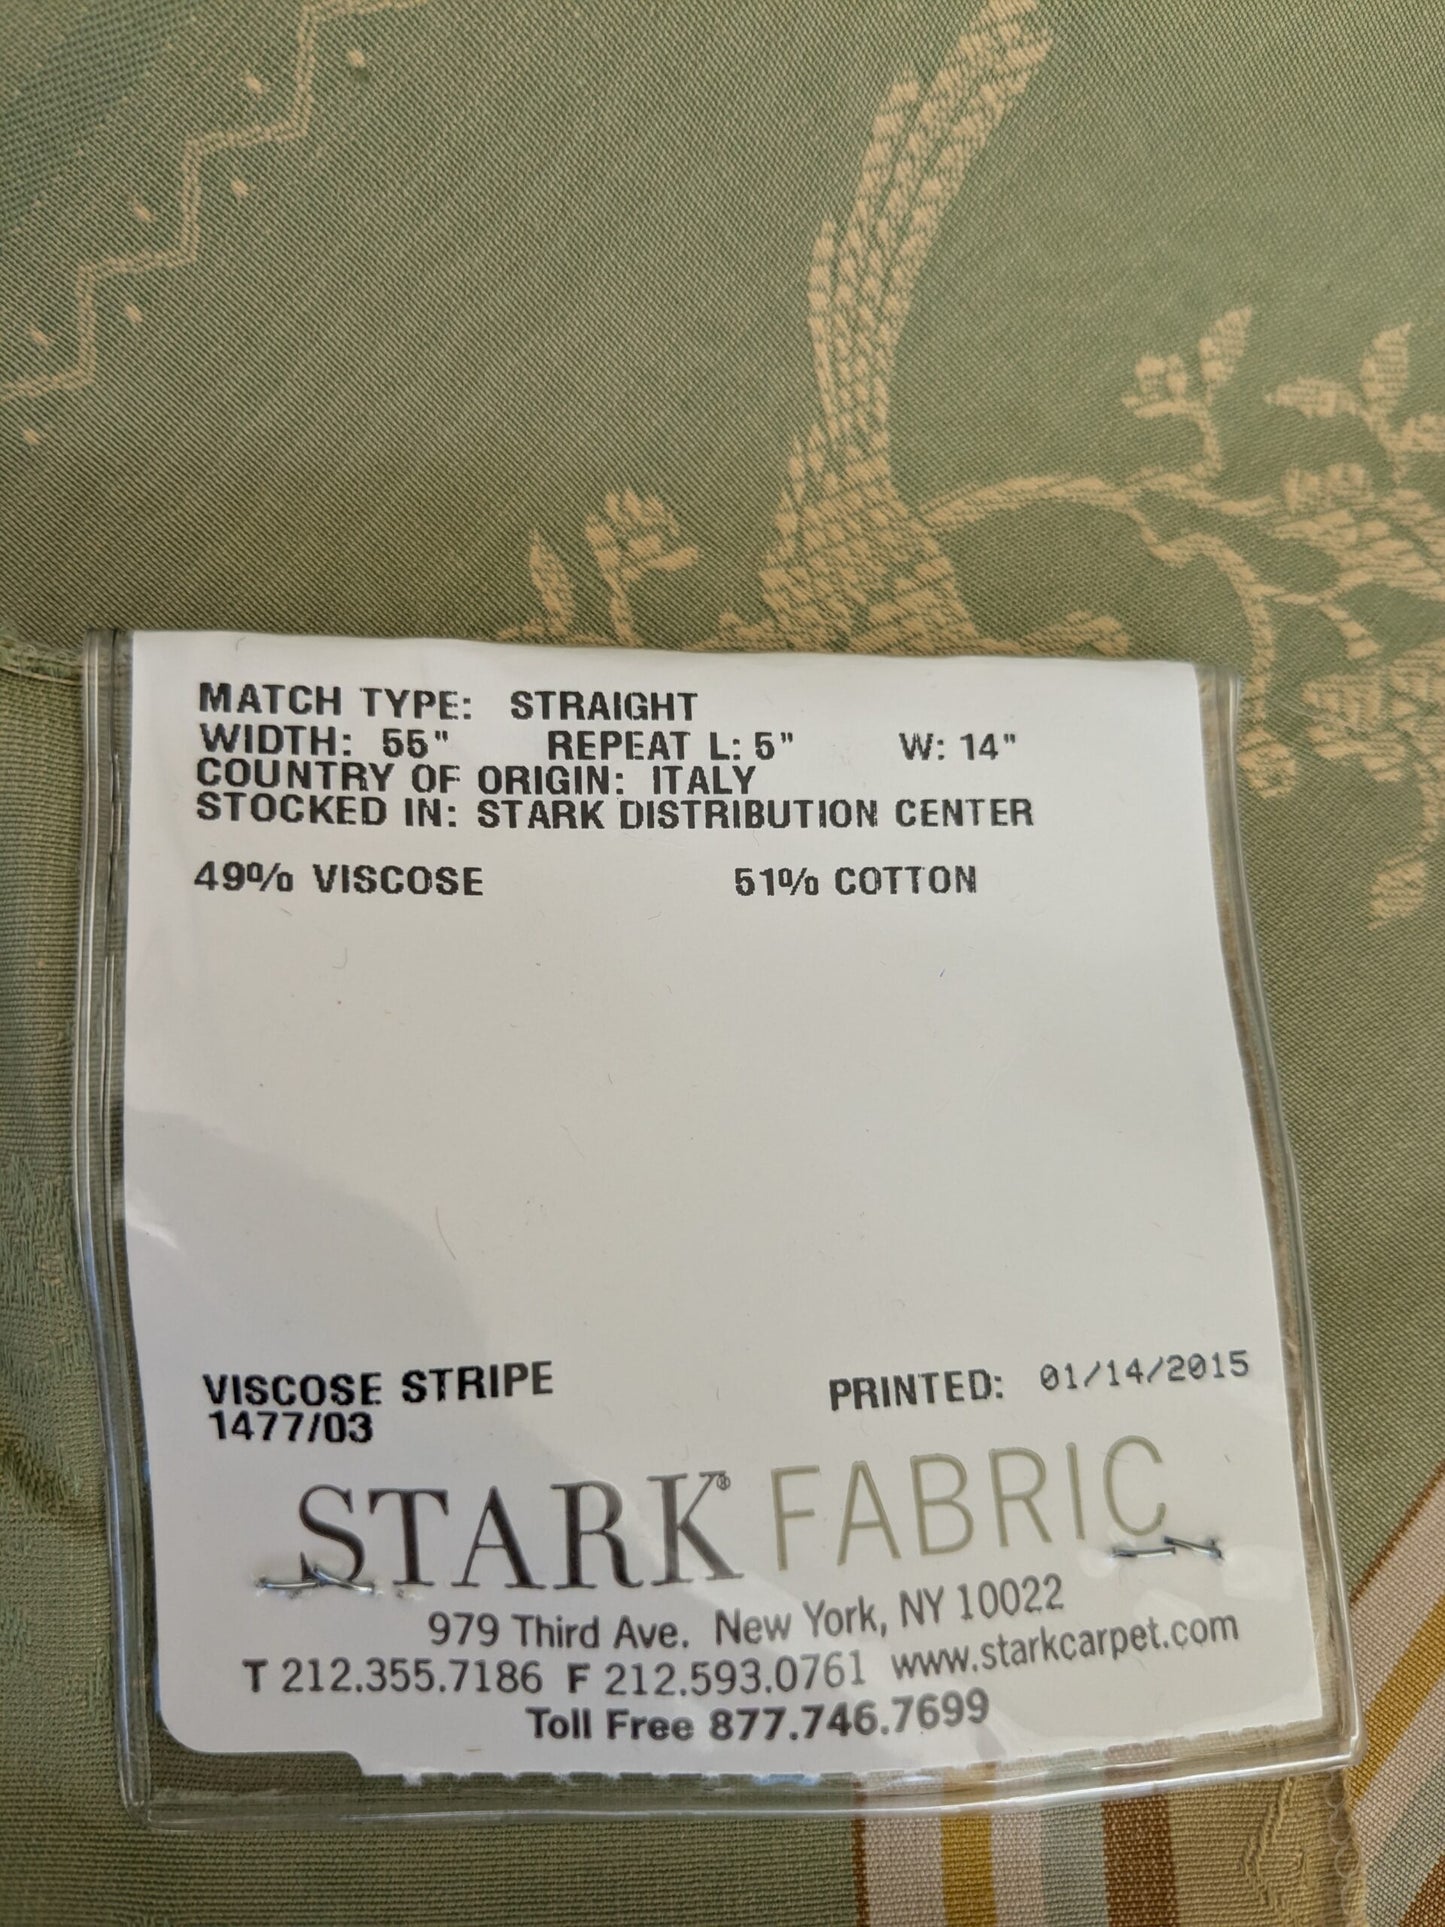 MATCH TYPE: STRAIGHT
WIDTH: 55" REPEAT L: 5" W: 14"
COUNTRY OF ORIGIN: ITALY
STOCKED IN: STARK DISTRIBUTION CENTER
49% VISCOSE 51% COTTON
VISCOSE STRIPE PRINTED: 01/14/2015
1477/03
STARK® FABRIC
979 Third Ave. New York, NY 10022
T 212.355.7186 F 212.593.0761 www.starkcarpet.com
Toll Free 877.746.7699